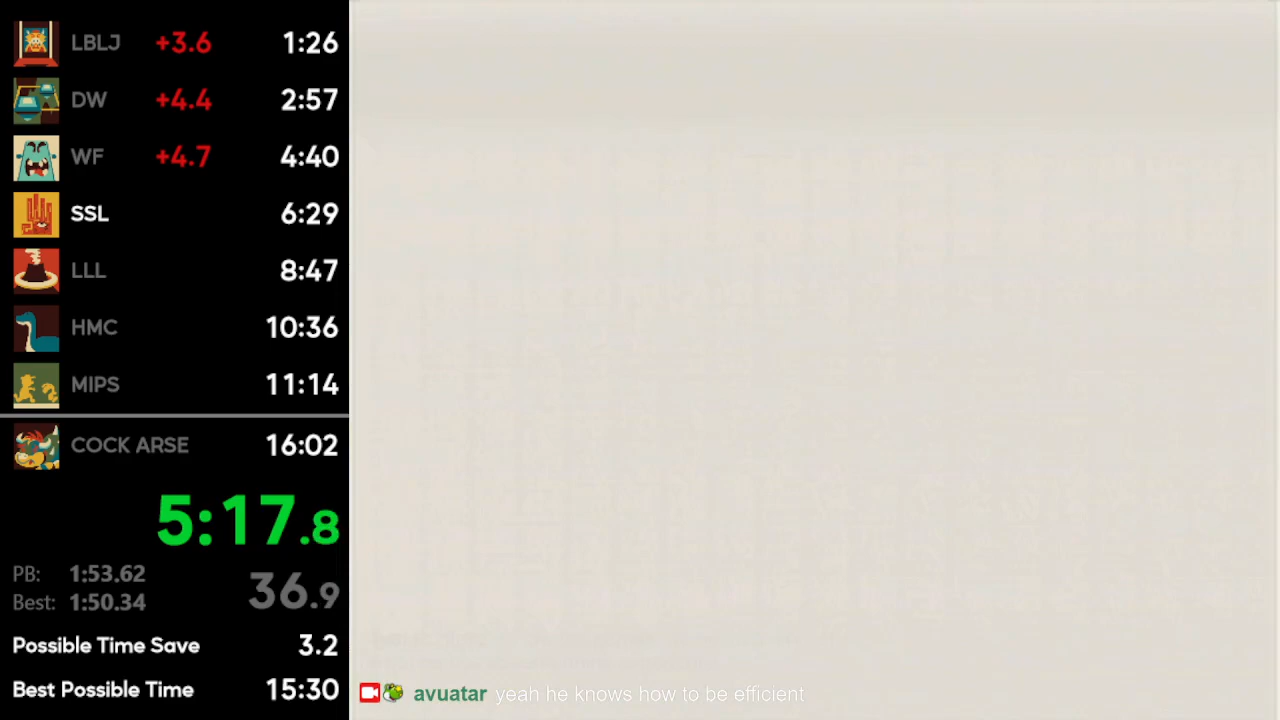 LBLJ +3.6 1:26
DW +4.4 2:57
WF +4.7 4:40
SSL 6:29
LLL 8:47
HMC 10:36
MIPS 11:14
COCK ARSE 16:02
5:17.8
PB: 1:53.62
36.9
Best: 1:50.34
Possible Time Save 3.2
Best Possible Time 15:30
avuatar yeah he knows how to be efficient